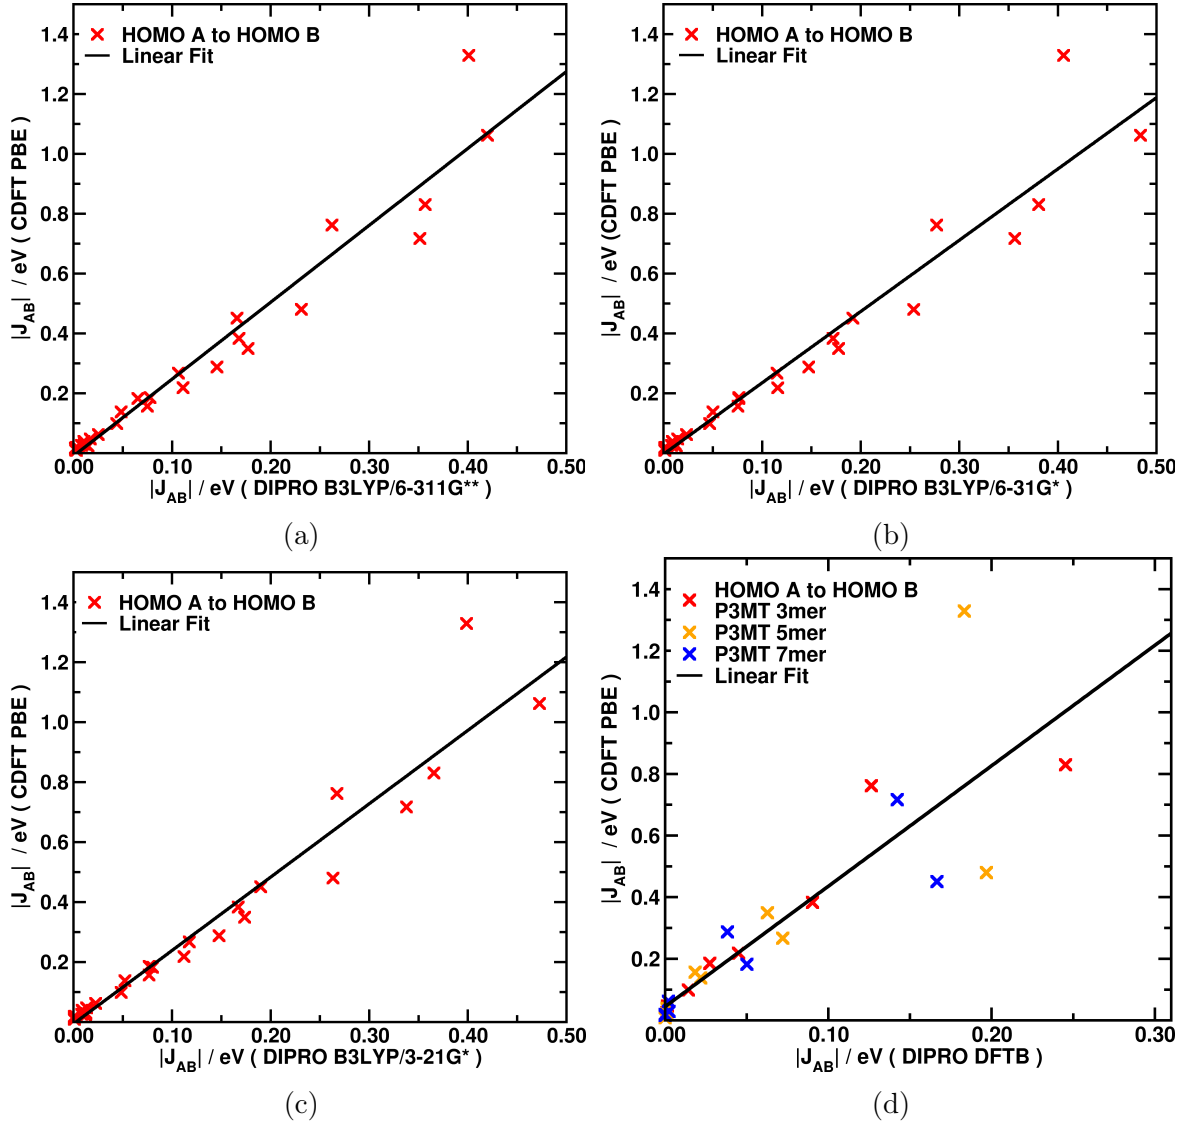 1.4
1.2
1.0
0.8
0.6
0.4
0.2
|J_AB| / eV ( CDFT PBE )
HOMO A to HOMO B
Linear Fit
0.00 0.10 0.20 0.30 0.40 0.50
|J_AB| / eV ( DIPRO B3LYP/6-311G** )
(a)
1.4
1.2
1.0
0.8
0.6
0.4
0.2
|J_AB| / eV (CDFT PBE )
HOMO A to HOMO B
Linear Fit
0.00 0.10 0.20 0.30 0.40 0.50
|J_AB| / eV ( DIPRO B3LYP/6-31G* )
(b)
1.4
1.2
1.0
0.8
0.6
0.4
0.2
|J_AB| / eV ( CDFT PBE )
HOMO A to HOMO B
Linear Fit
0.00 0.10 0.20 0.30 0.40 0.50
|J_AB| / eV ( DIPRO B3LYP/3-21G* )
(c)
1.4
1.2
1.0
0.8
0.6
0.4
0.2
|J_AB| / eV ( CDFT PBE )
HOMO A to HOMO B
P3MT 3mer
P3MT 5mer
P3MT 7mer
Linear Fit
0.00 0.10 0.20 0.30
|J_AB| / eV ( DIPRO DFTB )
(d)